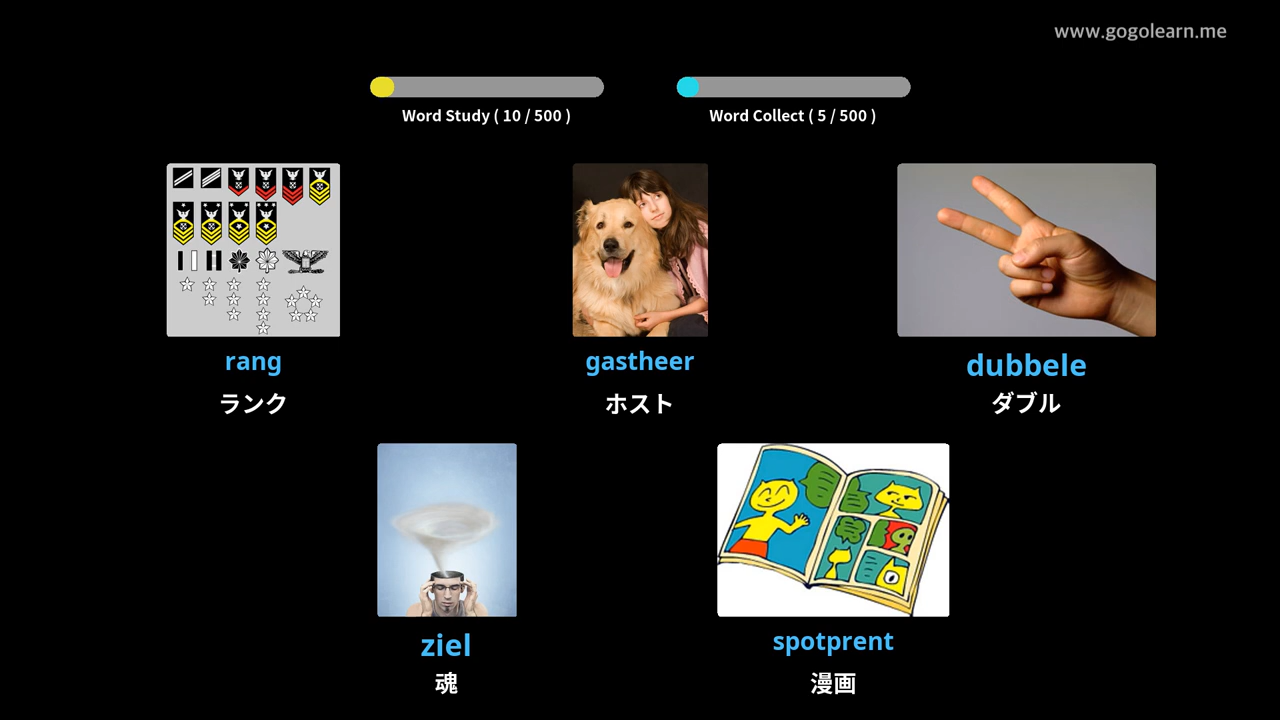 www.gogolearn.me
Word Study ( 10 / 500 )
Word Collect ( 5 / 500 )
rang
ランク
gastheer
ホスト
dubbele
ダブル
ziel
魂
spotprent
漫画